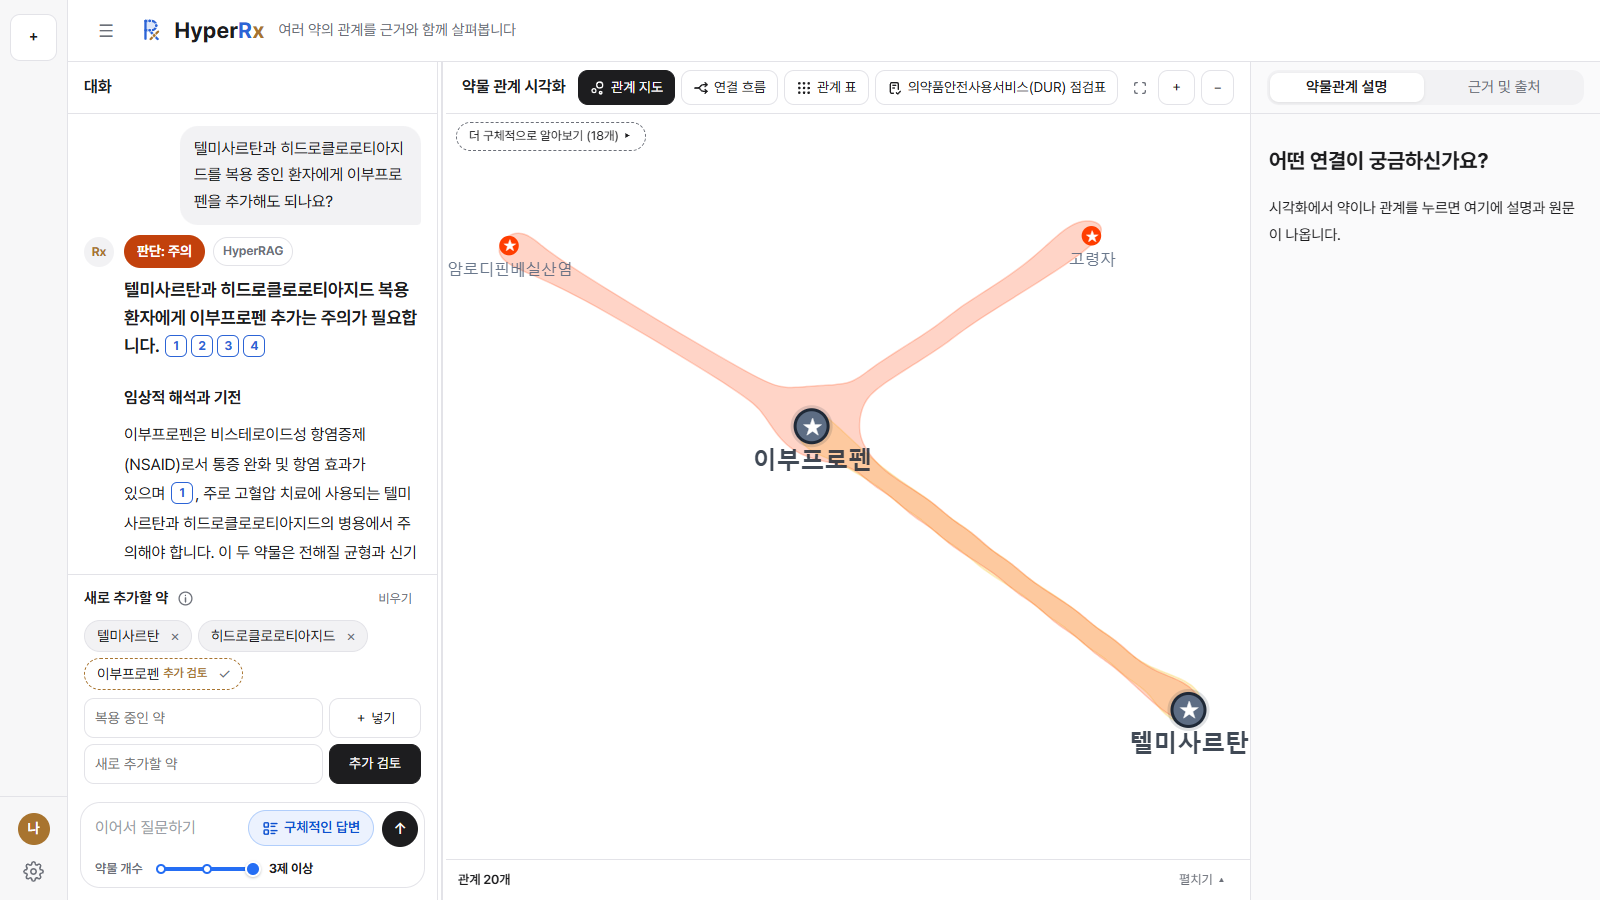 +
HyperRx
여러 약의 관계를 근거와 함께 살펴봅니다
대화
텔미사르탄과 히드로클로로티아지
드를 복용 중인 환자에게 이부프로
펜을 추가해도 되나요?
Rx
판단: 주의
HyperRAG
텔미사르탄과 히드로클로로티아지드 복용
환자에게 이부프로펜 추가는 주의가 필요합
니다. 1 2 3 4
임상적 해석과 기전
이부프로펜은 비스테로이드성 항염증제
(NSAID)로서 통증 완화 및 항염 효과가
있으며 1, 주로 고혈압 치료에 사용되는 텔미
사르탄과 히드로클로로티아지드의 병용에서 주
의해야 합니다. 이 두 약물은 전해질 균형과 신기
새로 추가할 약
비우기
텔미사르탄 ×
히드로클로로티아지드 ×
이부프로펜 추가 검토
복용 중인 약
+ 넣기
새로 추가할 약
추가 검토
이어서 질문하기
구체적인 답변
약물 개수
3제 이상
나
약물 관계 시각화
관계 지도
연결 흐름
관계 표
의약품안전사용서비스(DUR) 점검표
+
−
더 구체적으로 알아보기 (18개)
암로디핀베실산염
고령자
이부프로펜
텔미사르탄
관계 20개
펼치기
약물관계 설명
근거 및 출처
어떤 연결이 궁금하신가요?
시각화에서 약이나 관계를 누르면 여기에 설명과 원문
이 나옵니다.